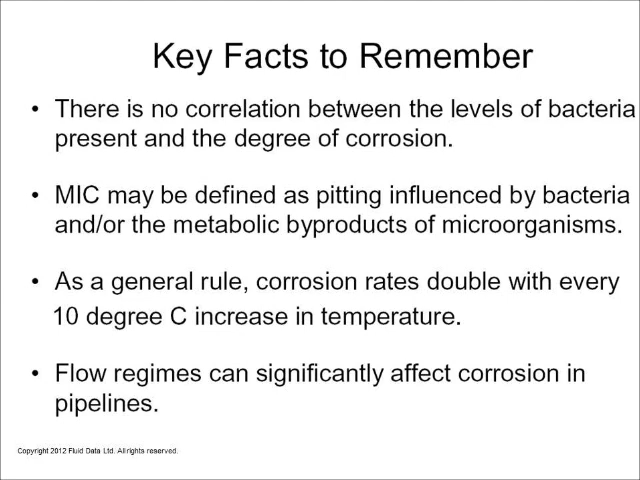 Key Facts to Remember
• There is no correlation between the levels of bacteria
present and the degree of corrosion.
• MIC may be defined as pitting influenced by bacteria
and/or the metabolic byproducts of microorganisms.
• As a general rule, corrosion rates double with every
10 degree C increase in temperature.
• Flow regimes can significantly affect corrosion in
pipelines.
Copyright 2012 Fluid Data Ltd. All rights reserved.